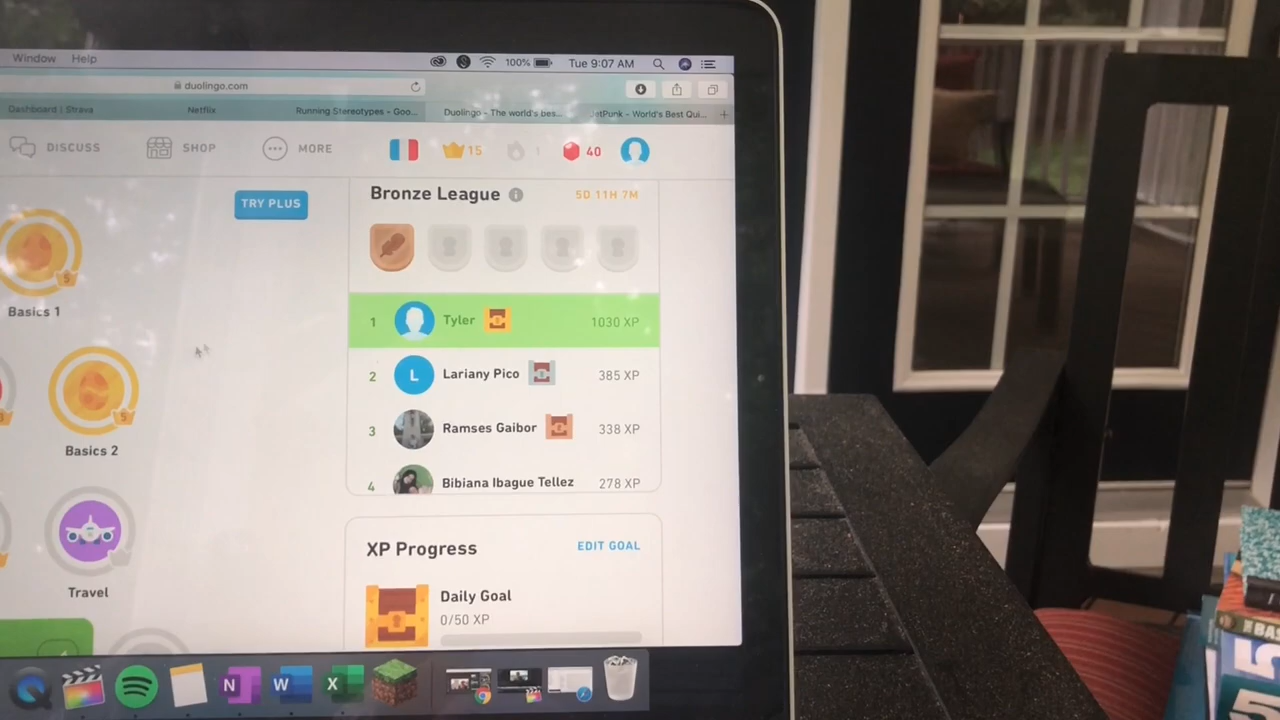 Window Help 100% Tue 9:07 AM
duolingo.com
Dashboard | Strava Netflix Running Stereotypes - Goo... Duolingo - The world's bes... JetPunk - World's Best Qui... +
DISCUSS SHOP MORE 15 1 40
Bronze League 5D 11H 7M
TRY PLUS
5
Basics 1
1 Tyler 1030 XP
2 L Lariany Pico 385 XP
3 Ramses Gaibor 338 XP
4 Bibiana Ibague Tellez 278 XP
5
Basics 2
XP Progress EDIT GOAL
Travel
Daily Goal
0/50 XP
N W X